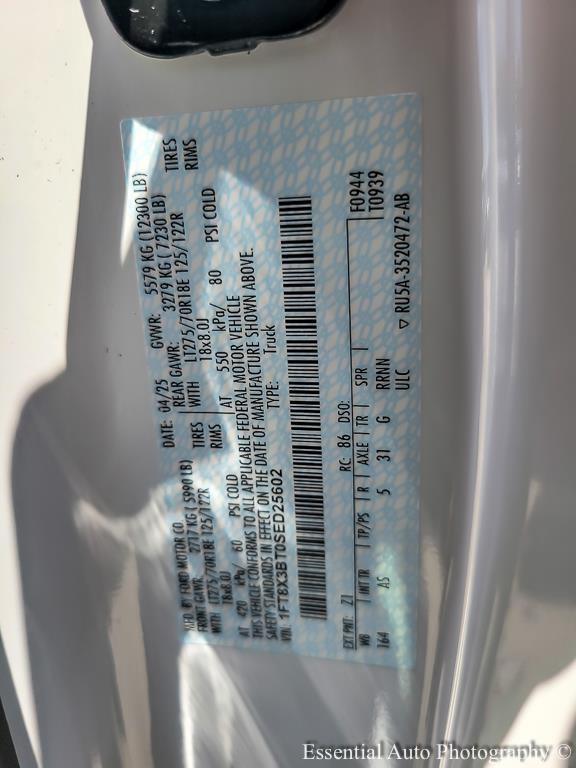 MFD. BY FORD MOTOR CO. DATE: 04/25 GVWR: 5579 KG (12300 LB)
FRONT GAWR: 2717 KG (5990 LB) REAR GAWR: 3279 KG (7230 LB)
LT275/70R18E 125/122R TIRES WITH LT275/70R18E 125/122R TIRES
18x8.0J RIMS 18x8.0J RIMS
AT 420 kPa/ 60 PSI COLD AT 550 kPa/ 80 PSI COLD
THIS VEHICLE CONFORMS TO ALL APPLICABLE FEDERAL MOTOR VEHICLE
SAFETY STANDARDS IN EFFECT ON THE DATE OF MANUFACTURE SHOWN ABOVE.
VIN: 1FT8X3BT0SED25602 TYPE: Truck
F0944
T0939
EXT PNT: Z1 RC: 86 DSO:
WB INT TR TP/PS R AXLE TR SPR
164 AS 5 31 G RRNN
ULC ▽ RU5A-3520472-AB
Essential Auto Photography ©